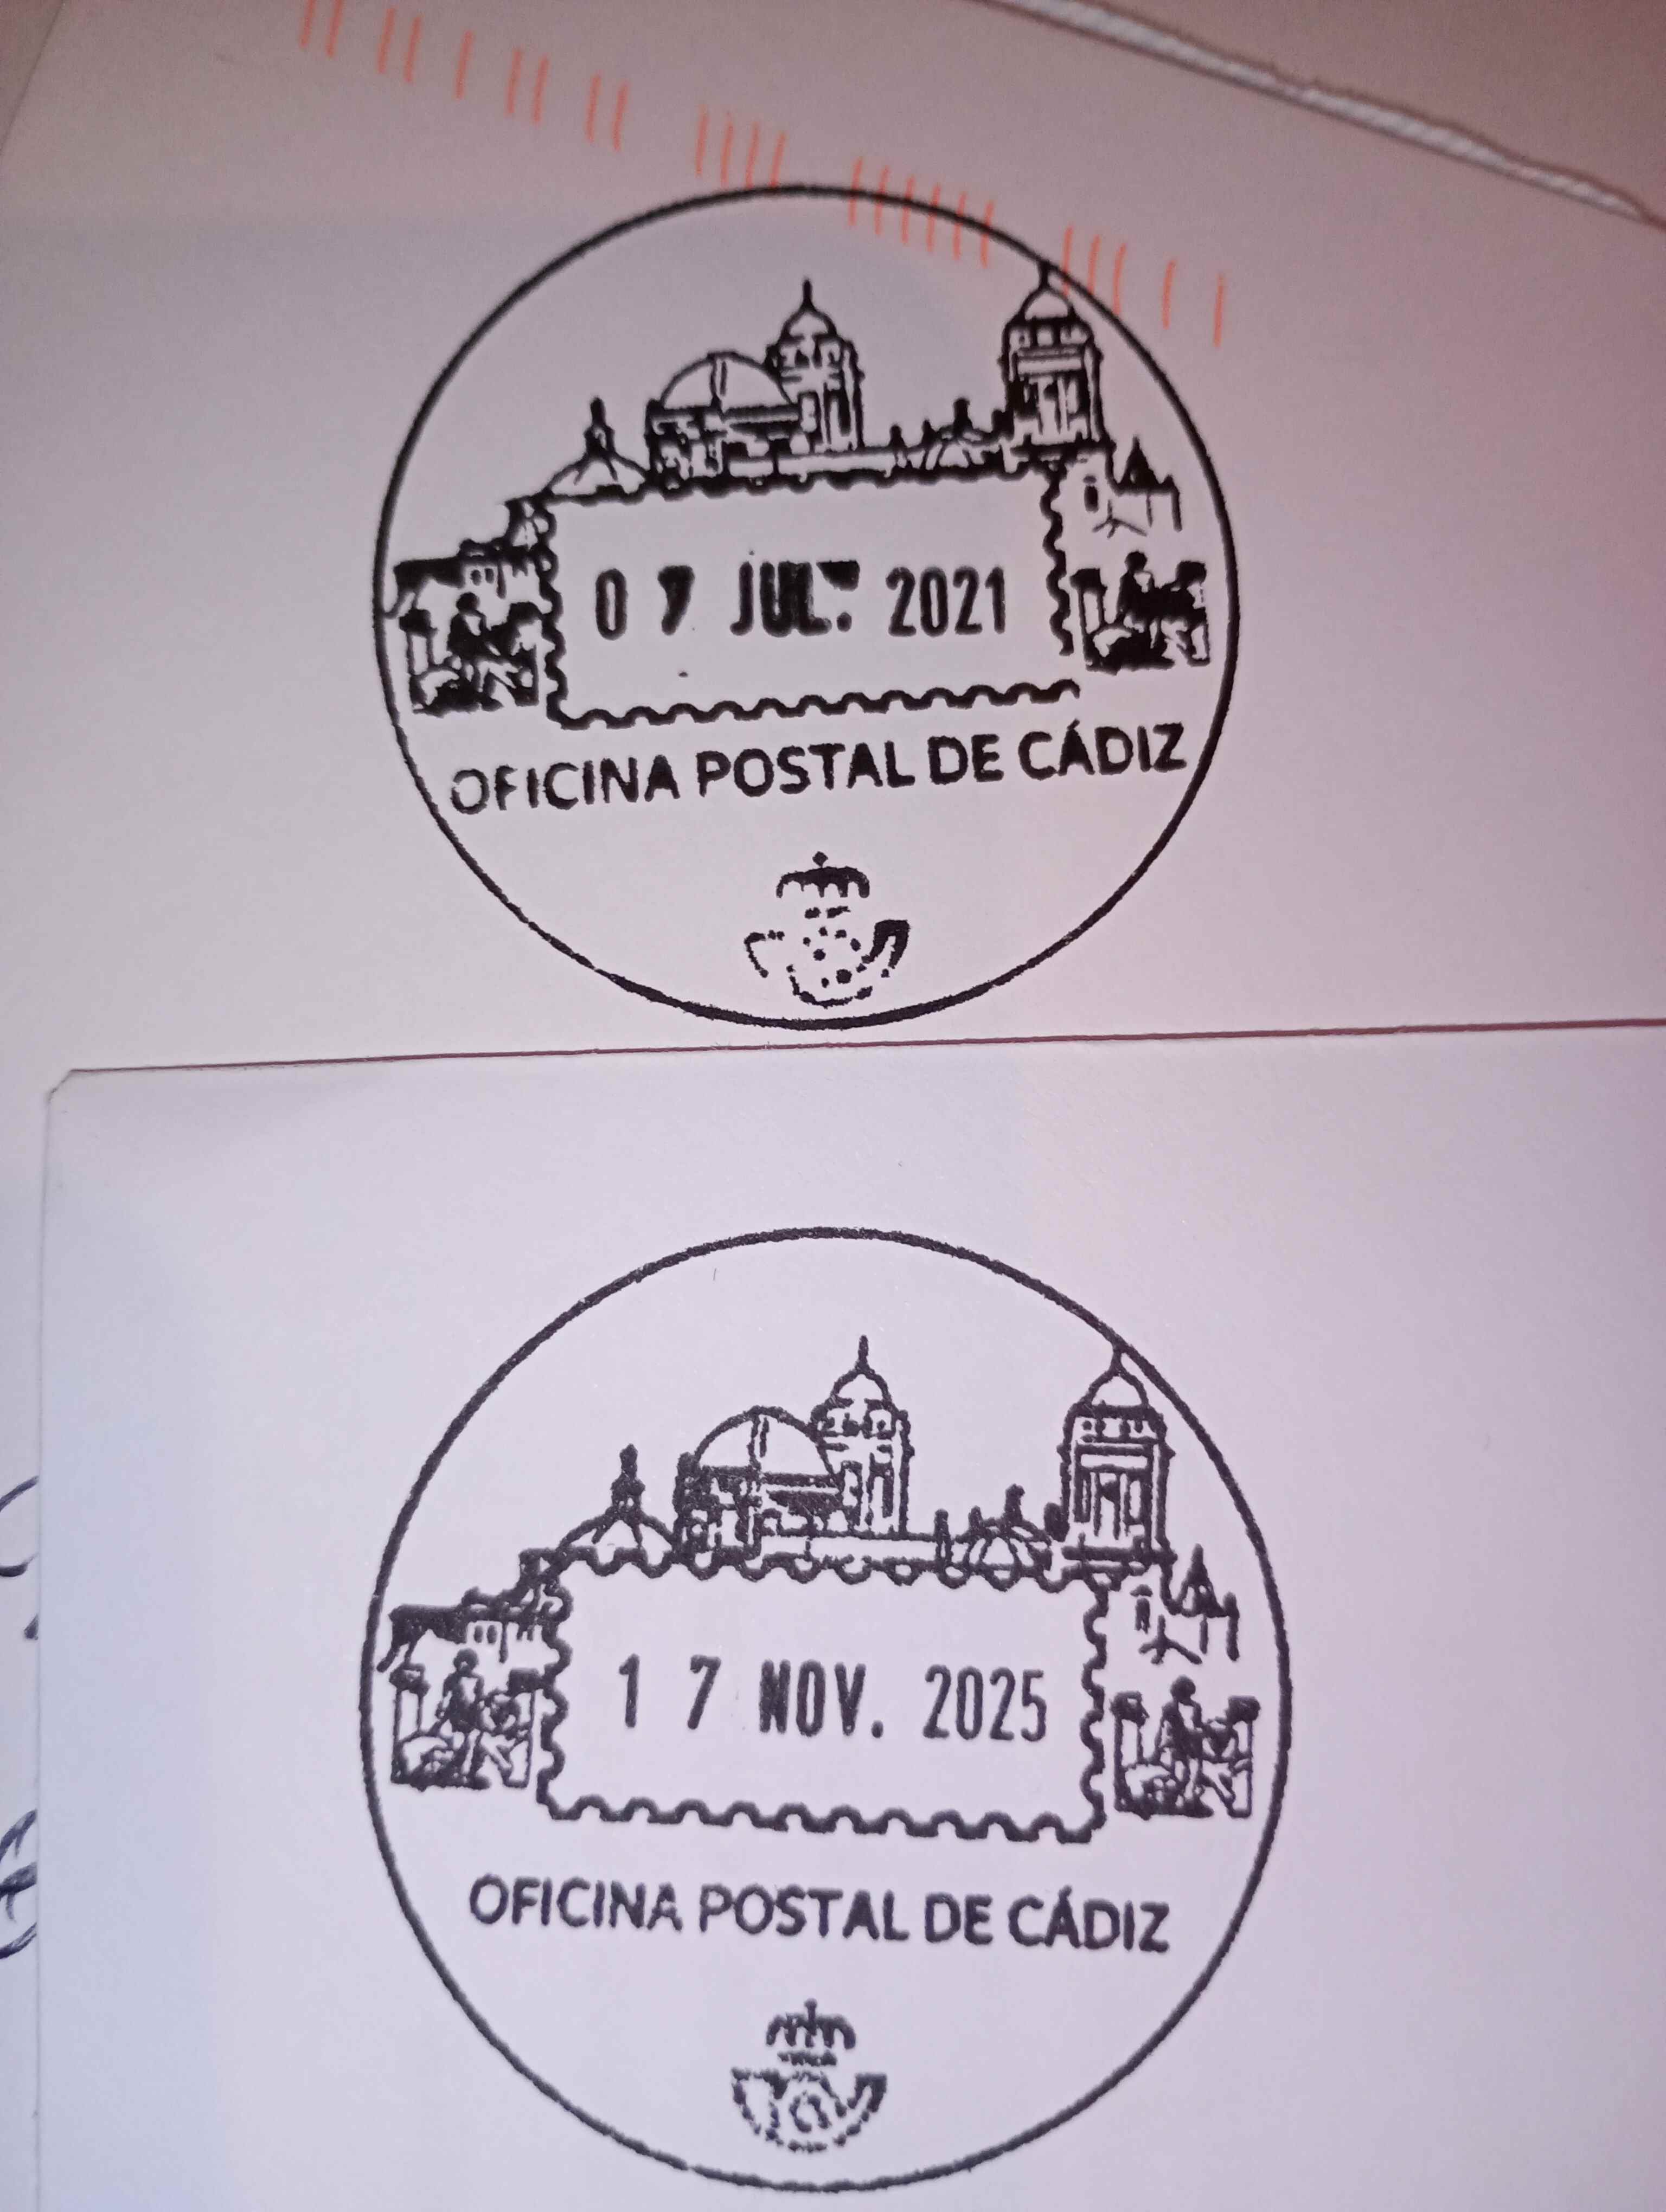 0 7 JUL. 2021
OFICINA POSTAL DE CÁDIZ
1 7 NOV. 2025
OFICINA POSTAL DE CÁDIZ